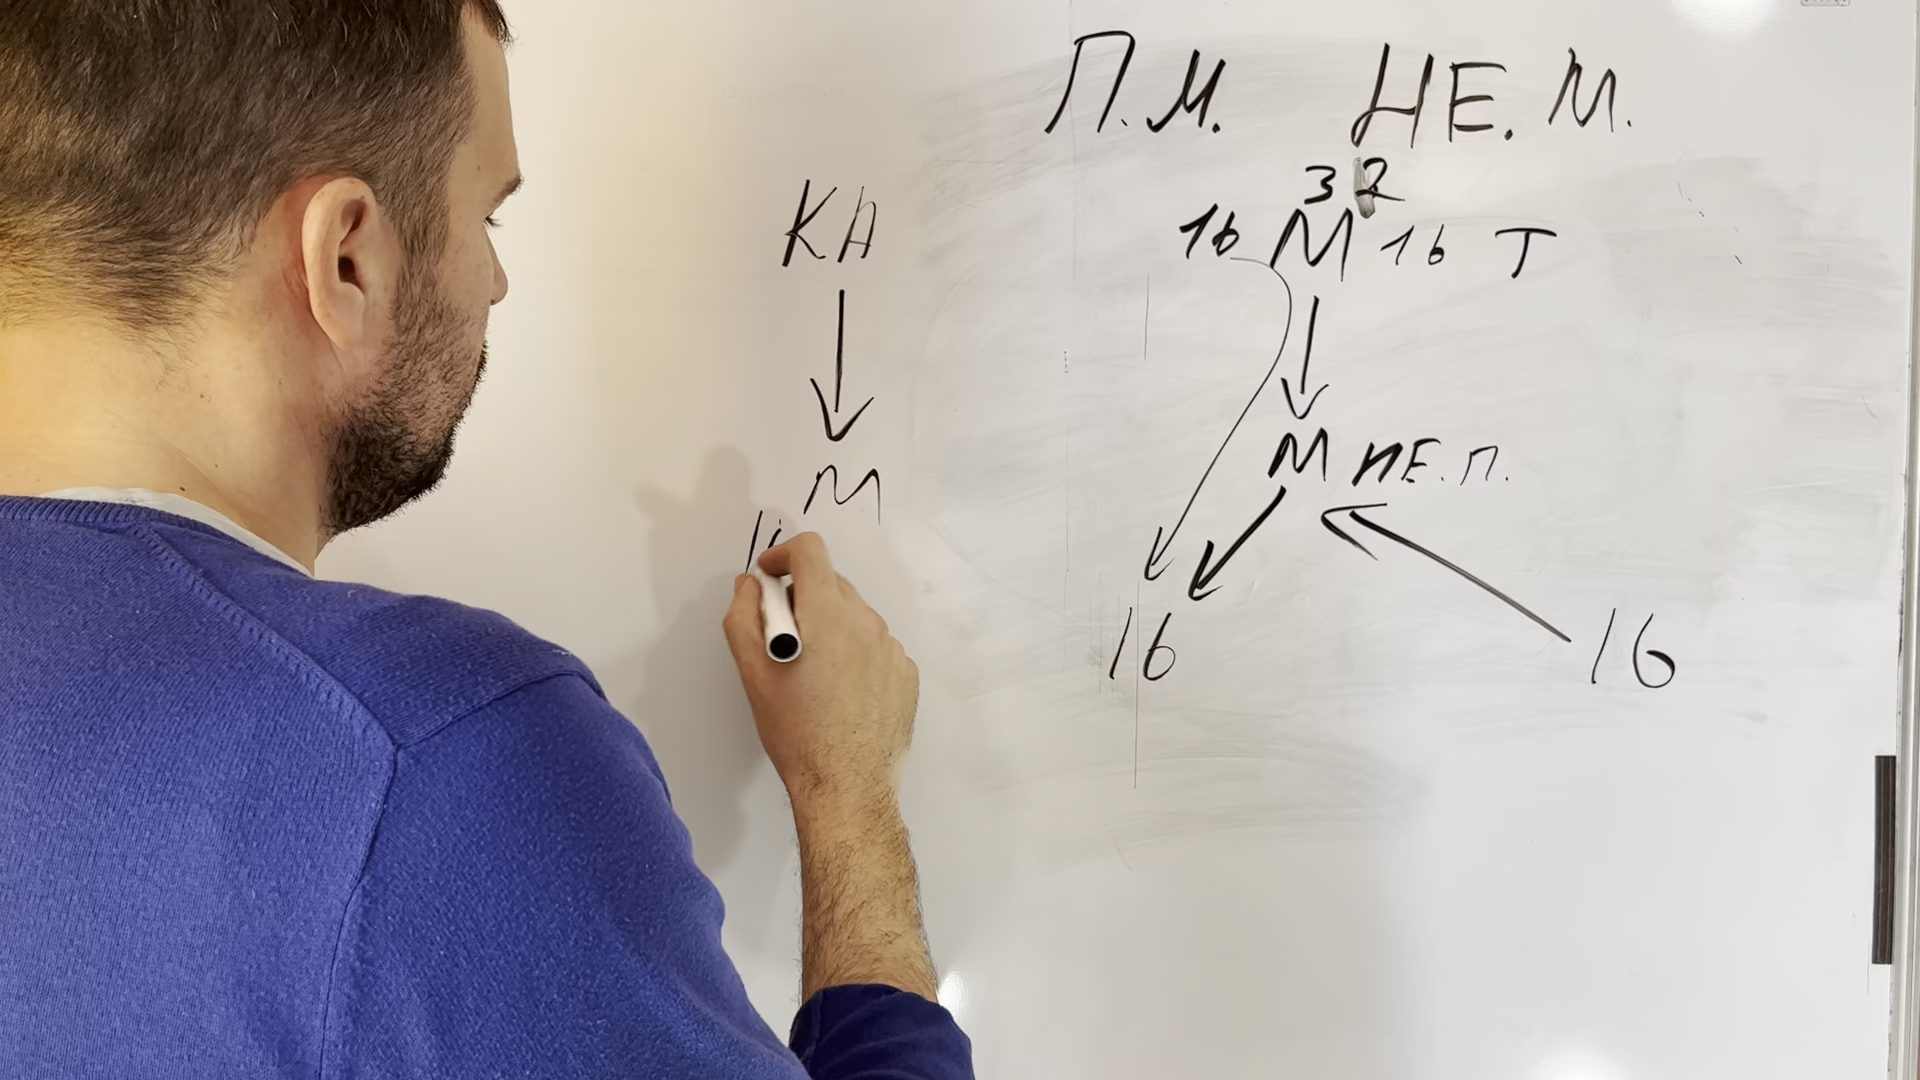 П.М. НЕ.М.
32
КА 16 М 16 Т
М НЕ.П.
М
16 16